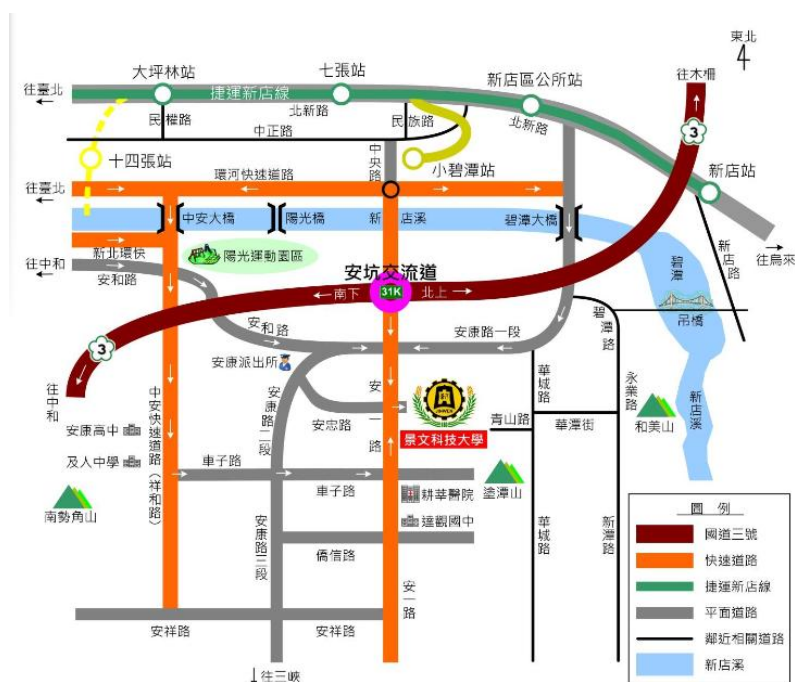 東北
4
往木柵
大坪林站
七張站
新店區公所站
往臺北
捷運新店線
北新路
民權路
中正路
民族路
北新路
3
十四張站
中央路
小碧潭站
新店站
往臺北
環河快速道路
中安大橋
陽光橋
新店溪
碧潭大橋
新店路
往烏來
新北環快
往中和
安和路
陽光運動園區
安坑交流道
碧潭
南下
31K
北上
吊橋
安和路
安康路一段
碧潭路
3
安康派出所
往中和
安康路二段
安一路
JINWEN
華城路
永業路
新店溪
中安快速道路(祥和路)
安忠路
青山路
華潭街
和美山
安康高中
景文科技大學
及人中學
車子路
車子路
塗潭山
南勢角山
耕莘醫院
達觀國中
安康路三段
僑信路
華城路
新潭路
安一路
安祥路
安祥路
往三峽
圖 例
國道三號
快速道路
捷運新店線
平面道路
鄰近相關道路
新店溪